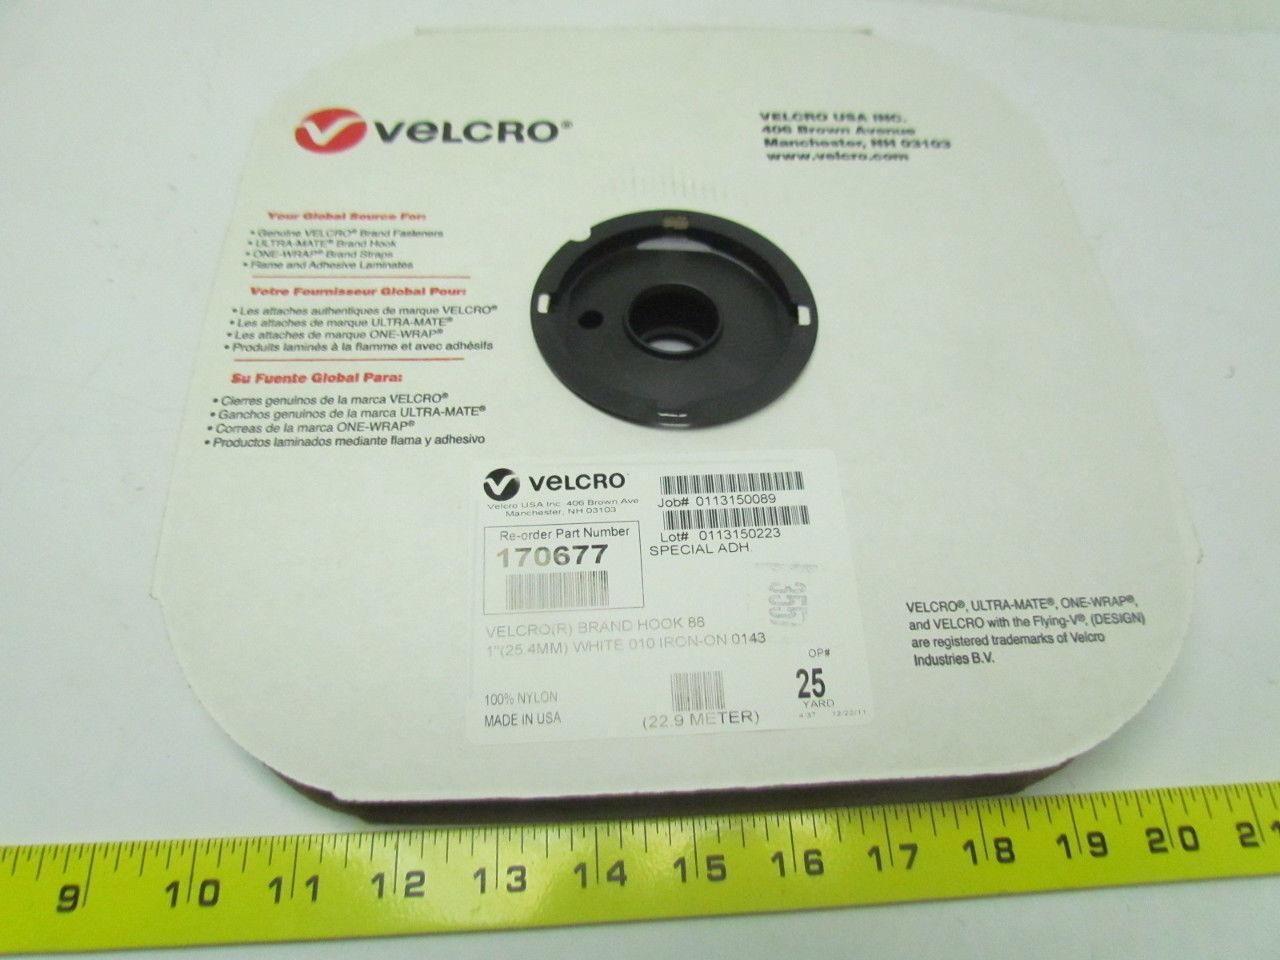 VELCRO®
VELCRO USA INC.
406 Brown Avenue
Manchester, NH 03103
www.velcro.com
Your Global Source For:
• Genuine VELCRO® Brand Fasteners
• ULTRA-MATE® Brand Hook
• ONE-WRAP® Brand Straps
• Flame and Adhesive Laminates
Votre Fournisseur Global Pour:
• Les attaches authentiques de marque VELCRO®
• Les attaches de marque ULTRA-MATE®
• Les attaches de marque ONE-WRAP®
• Produits laminés à la flamme et avec adhésifs
Su Fuente Global Para:
• Cierres genuinos de la marca VELCRO®
• Ganchos genuinos de la marca ULTRA-MATE®
• Correas de la marca ONE-WRAP®
• Productos laminados mediante flama y adhesivo
VELCRO
Velcro USA Inc. 406 Brown Ave
Manchester, NH 03103
Job# 0113150089
Lot# 0113150223
SPECIAL ADH.
Re-order Part Number
170677
355
VELCRO(R) BRAND HOOK 88
1"(25.4MM) WHITE 010 IRON-ON 0143
OP#
25
YARD
100% NYLON
MADE IN USA
(22.9 METER)
4:37 12/22/11
VELCRO®, ULTRA-MATE®, ONE-WRAP®,
and VELCRO with the Flying-V®, (DESIGN)
are registered trademarks of Velcro
Industries B.V.
9 10 11 12 13 14 15 16 17 18 19 20 21